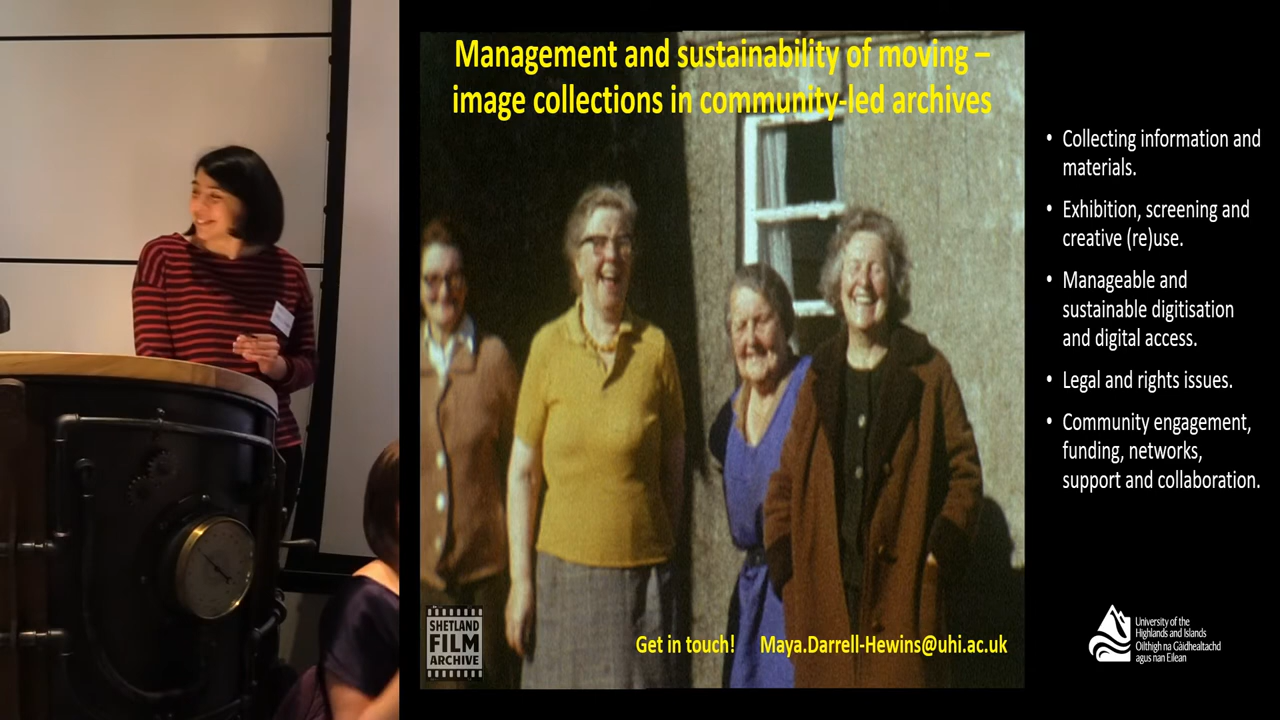 Management and sustainability of moving –
image collections in community-led archives
• Collecting information and
materials.
• Exhibition, screening and
creative (re)use.
• Manageable and
sustainable digitisation
and digital access.
• Legal and rights issues.
• Community engagement,
funding, networks,
support and collaboration.
SHETLAND
FILM
ARCHIVE
Get in touch! Maya.Darrell-Hewins@uhi.ac.uk
University of the
Highlands and Islands
Oilthigh na Gàidhealtachd
agus nan Eilean